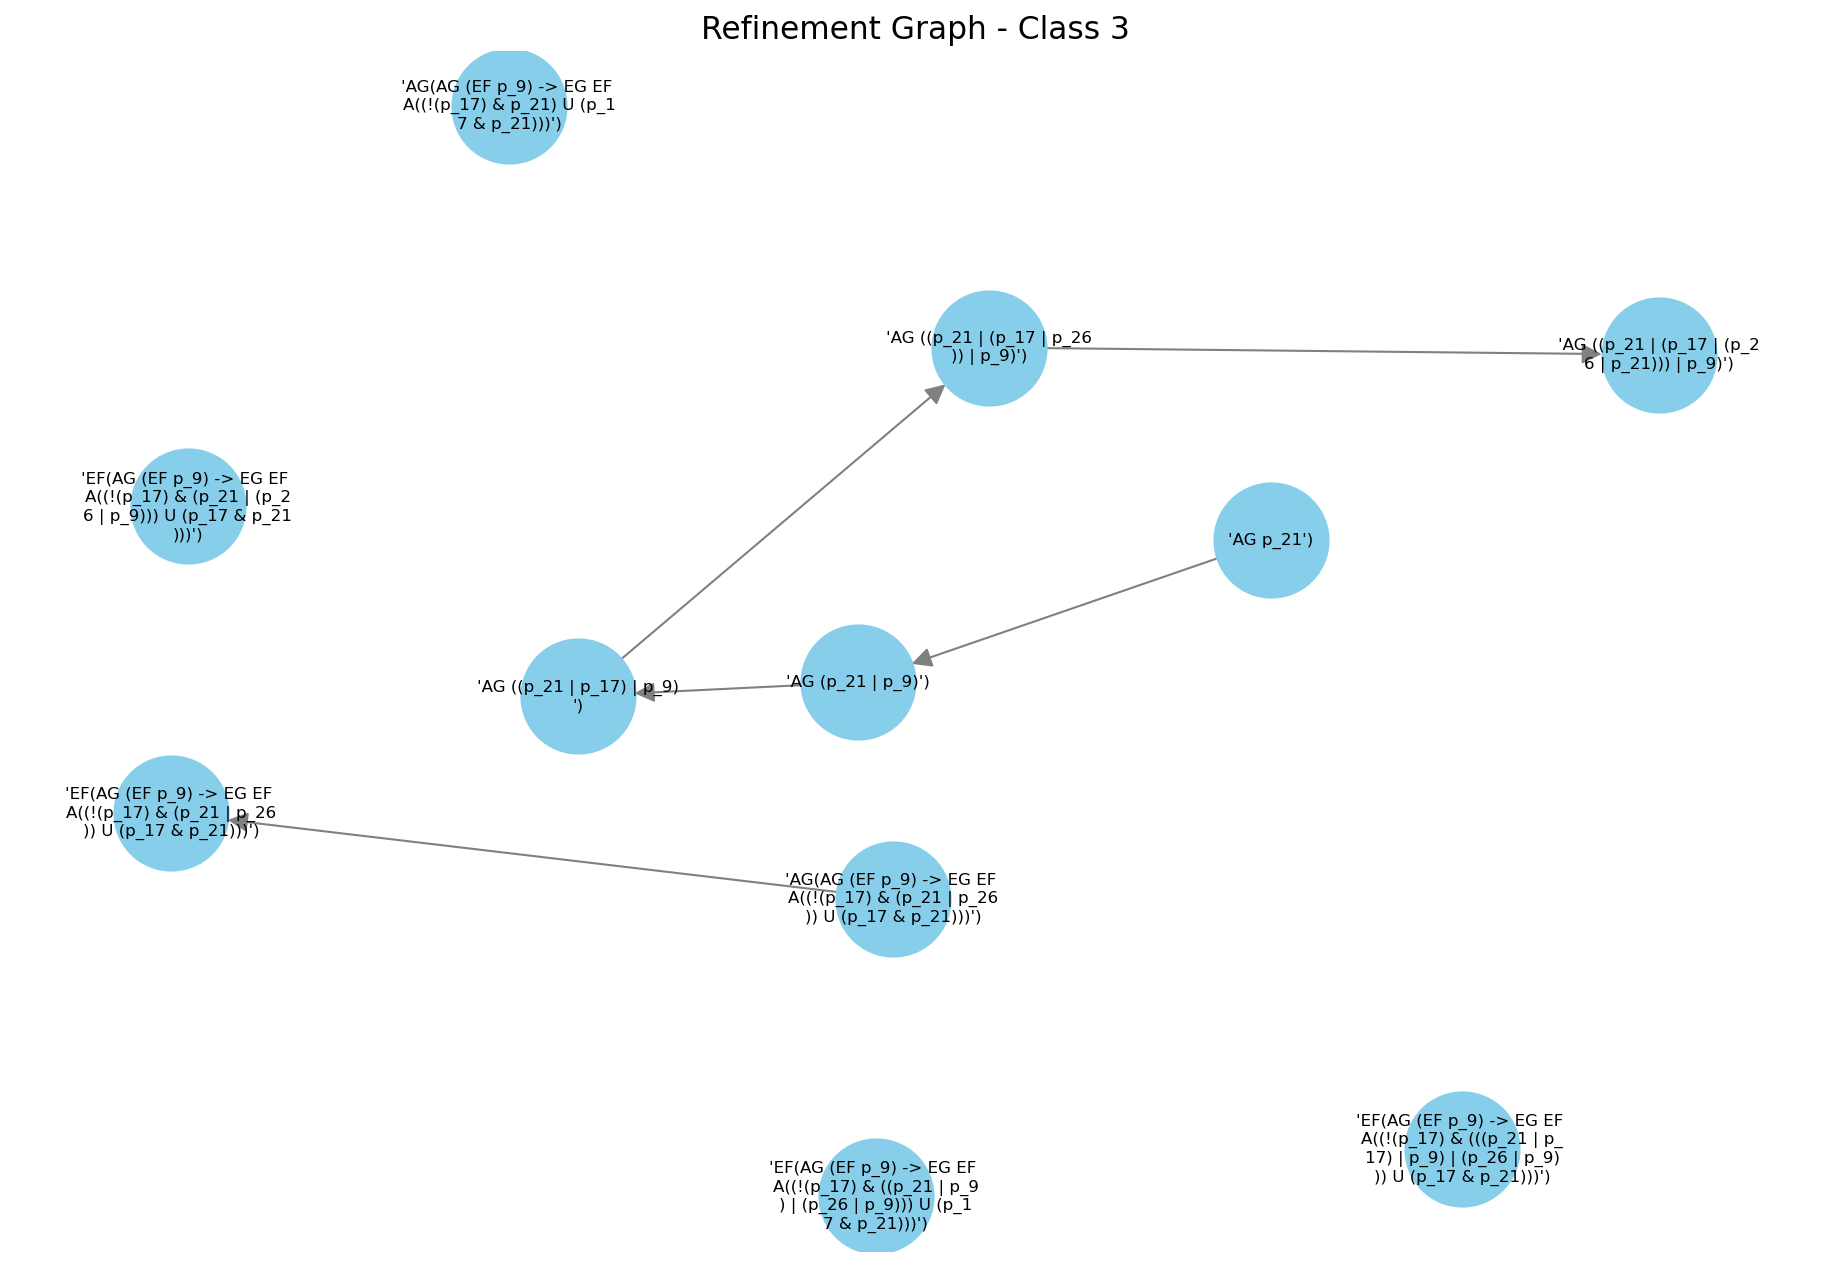 Refinement Graph - Class 3
'AG(AG (EF p_9) -> EG EF
A((!(p_17) & p_21) U (p_1
7 & p_21)))')
'AG ((p_21 | (p_17 | p_26
)) | p_9)')
'AG ((p_21 | (p_17 | (p_2
6 | p_21))) | p_9)')
'EF(AG (EF p_9) -> EG EF
A((!(p_17) & (p_21 | (p_2
6 | p_9))) U (p_17 & p_21
)))')
'AG p_21')
'AG ((p_21 | p_17) | p_9)
')
'AG (p_21 | p_9)')
'EF(AG (EF p_9) -> EG EF
A((!(p_17) & (p_21 | p_26
)) U (p_17 & p_21)))')
'AG(AG (EF p_9) -> EG EF
A((!(p_17) & (p_21 | p_26
)) U (p_17 & p_21)))')
'EF(AG (EF p_9) -> EG EF
A((!(p_17) & (((p_21 | p_
17) | p_9) | (p_26 | p_9)
)) U (p_17 & p_21)))')
'EF(AG (EF p_9) -> EG EF
A((!(p_17) & ((p_21 | p_9
) | (p_26 | p_9))) U (p_1
7 & p_21)))')